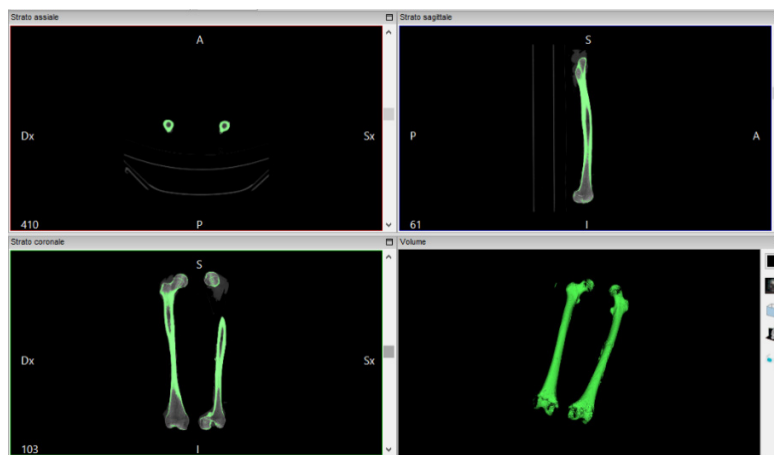 Strato assiale
A
Dx
Sx
410
P
Strato sagittale
S
P
A
61
I
Strato coronale
S
Dx
Sx
103
I
Volume